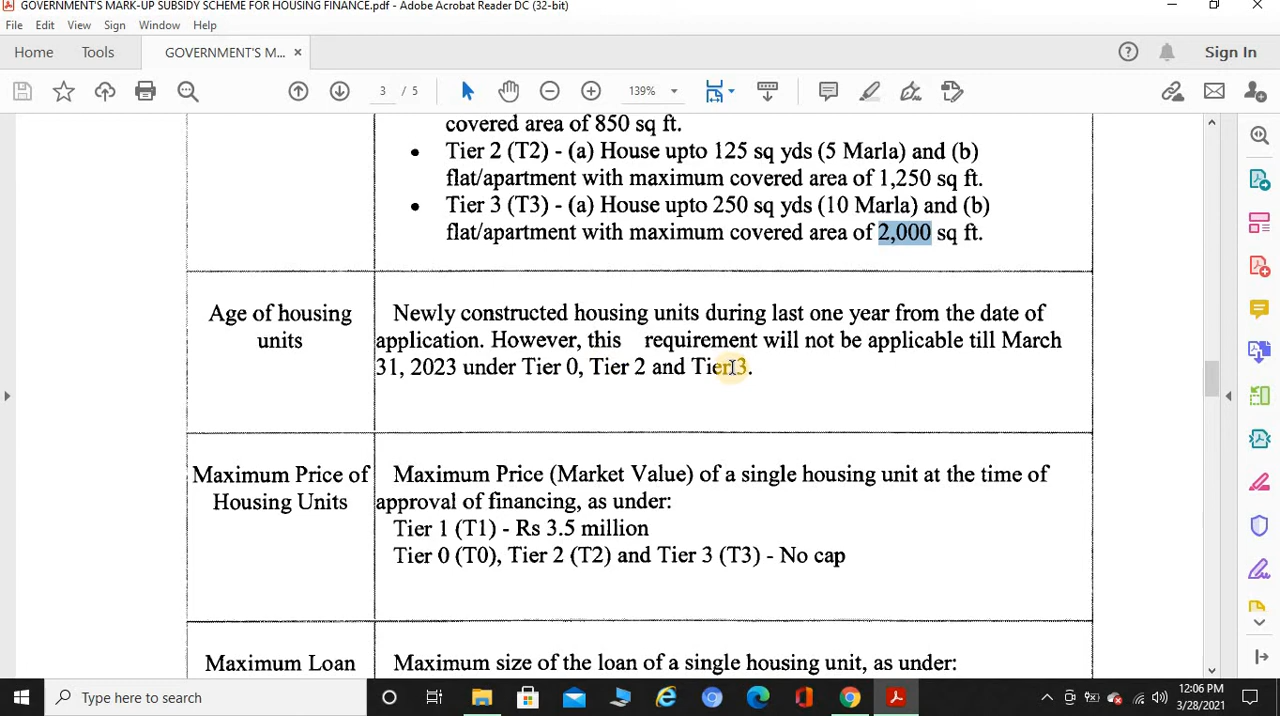 GOVERNMENT'S MARK-UP SUBSIDY SCHEME FOR HOUSING FINANCE.pdf - Adobe Acrobat Reader DC (32-bit)
File Edit View Sign Window Help
Home Tools GOVERNMENT'S M... × Sign In
3 / 5 139%
covered area of 850 sq ft.
• Tier 2 (T2) - (a) House upto 125 sq yds (5 Marla) and (b)
flat/apartment with maximum covered area of 1,250 sq ft.
• Tier 3 (T3) - (a) House upto 250 sq yds (10 Marla) and (b)
flat/apartment with maximum covered area of 2,000 sq ft.
Age of housing
units
Newly constructed housing units during last one year from the date of
application. However, this requirement will not be applicable till March
31, 2023 under Tier 0, Tier 2 and Tier 3.
Maximum Price of
Housing Units
Maximum Price (Market Value) of a single housing unit at the time of
approval of financing, as under:
Tier 1 (T1) - Rs 3.5 million
Tier 0 (T0), Tier 2 (T2) and Tier 3 (T3) - No cap
Maximum Loan
Maximum size of the loan of a single housing unit, as under:
Type here to search
12:06 PM
3/28/2021